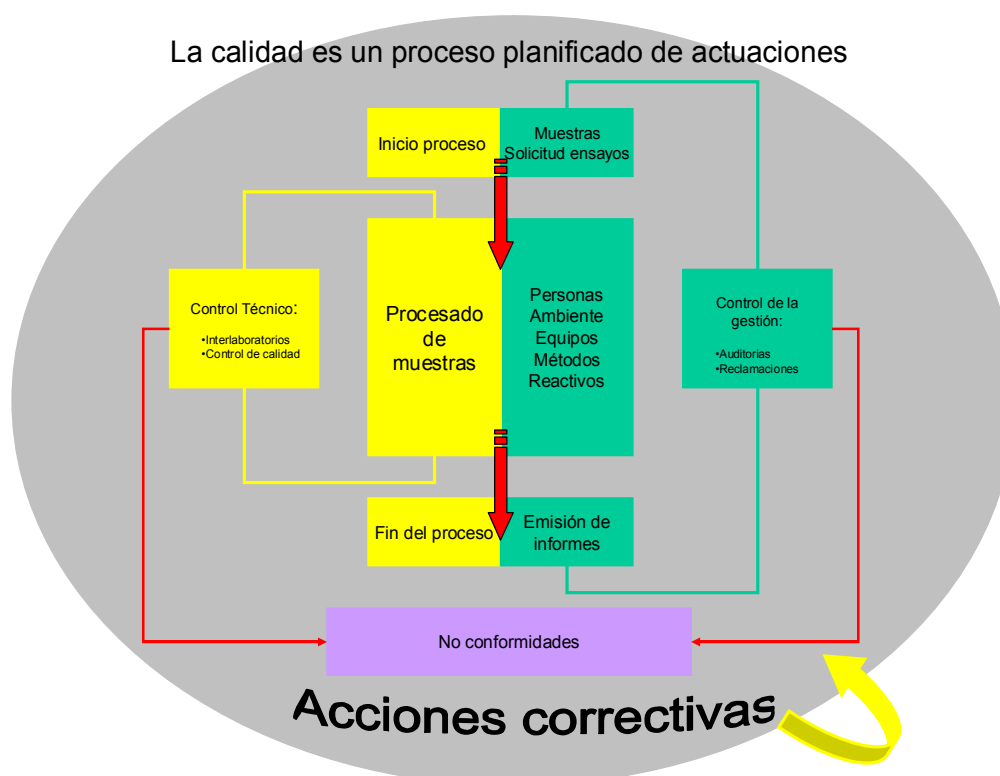 La calidad es un proceso planificado de actuaciones
Inicio proceso
Muestras
Solicitud ensayos
Control Técnico:
•Interlaboratorios
•Control de calidad
Procesado
de
muestras
Personas
Ambiente
Equipos
Métodos
Reactivos
Control de la
gestión:
•Auditorias
•Reclamaciones
Fin del proceso
Emisión de
informes
No conformidades
Acciones correctivas